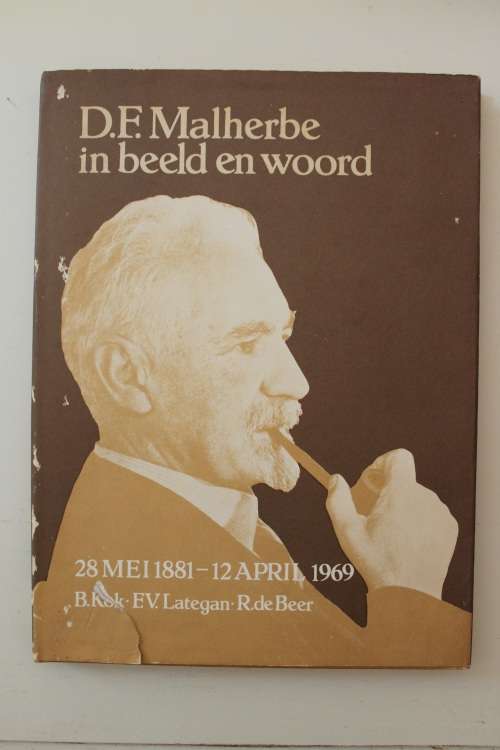 D.F. Malherbe
in beeld en woord
28 MEI 1881 – 12 APRIL 1969
B. Kok · F.V. Lategan · R. de Beer